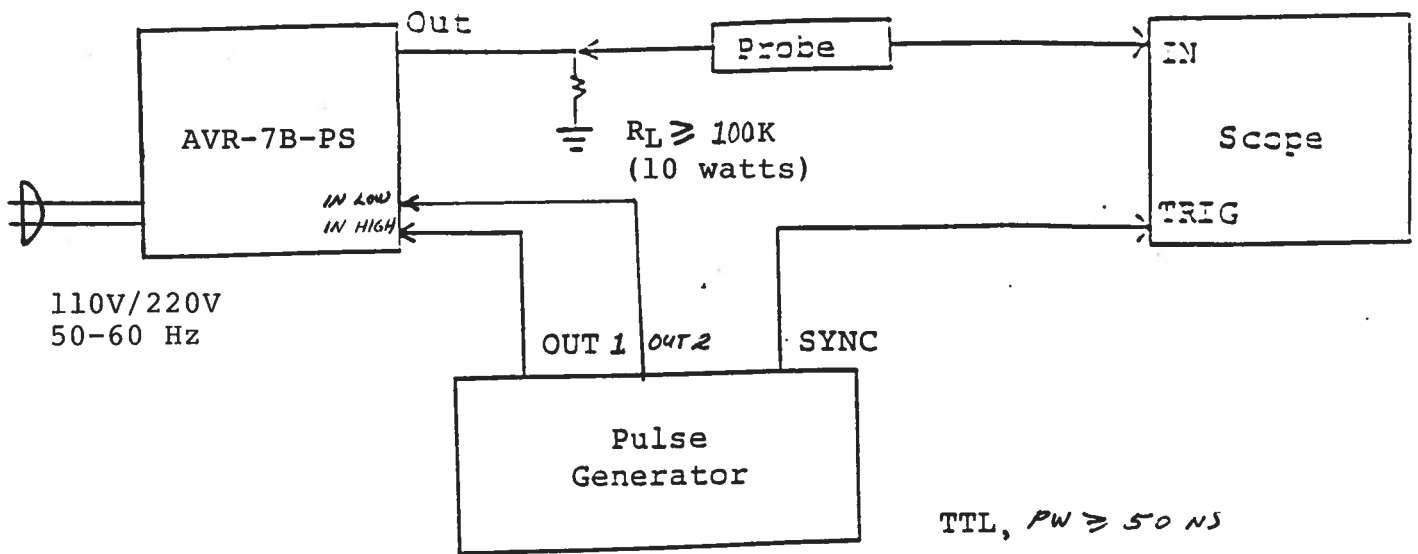 Out
Probe
IN
AVR-7B-PS
RL ≥ 100K
(10 watts)
Scope
IN LOW
IN HIGH
TRIG
110V/220V
50-60 Hz
OUT 1 OUT 2 SYNC
Pulse
Generator
TTL, PW ≥ 50 NS